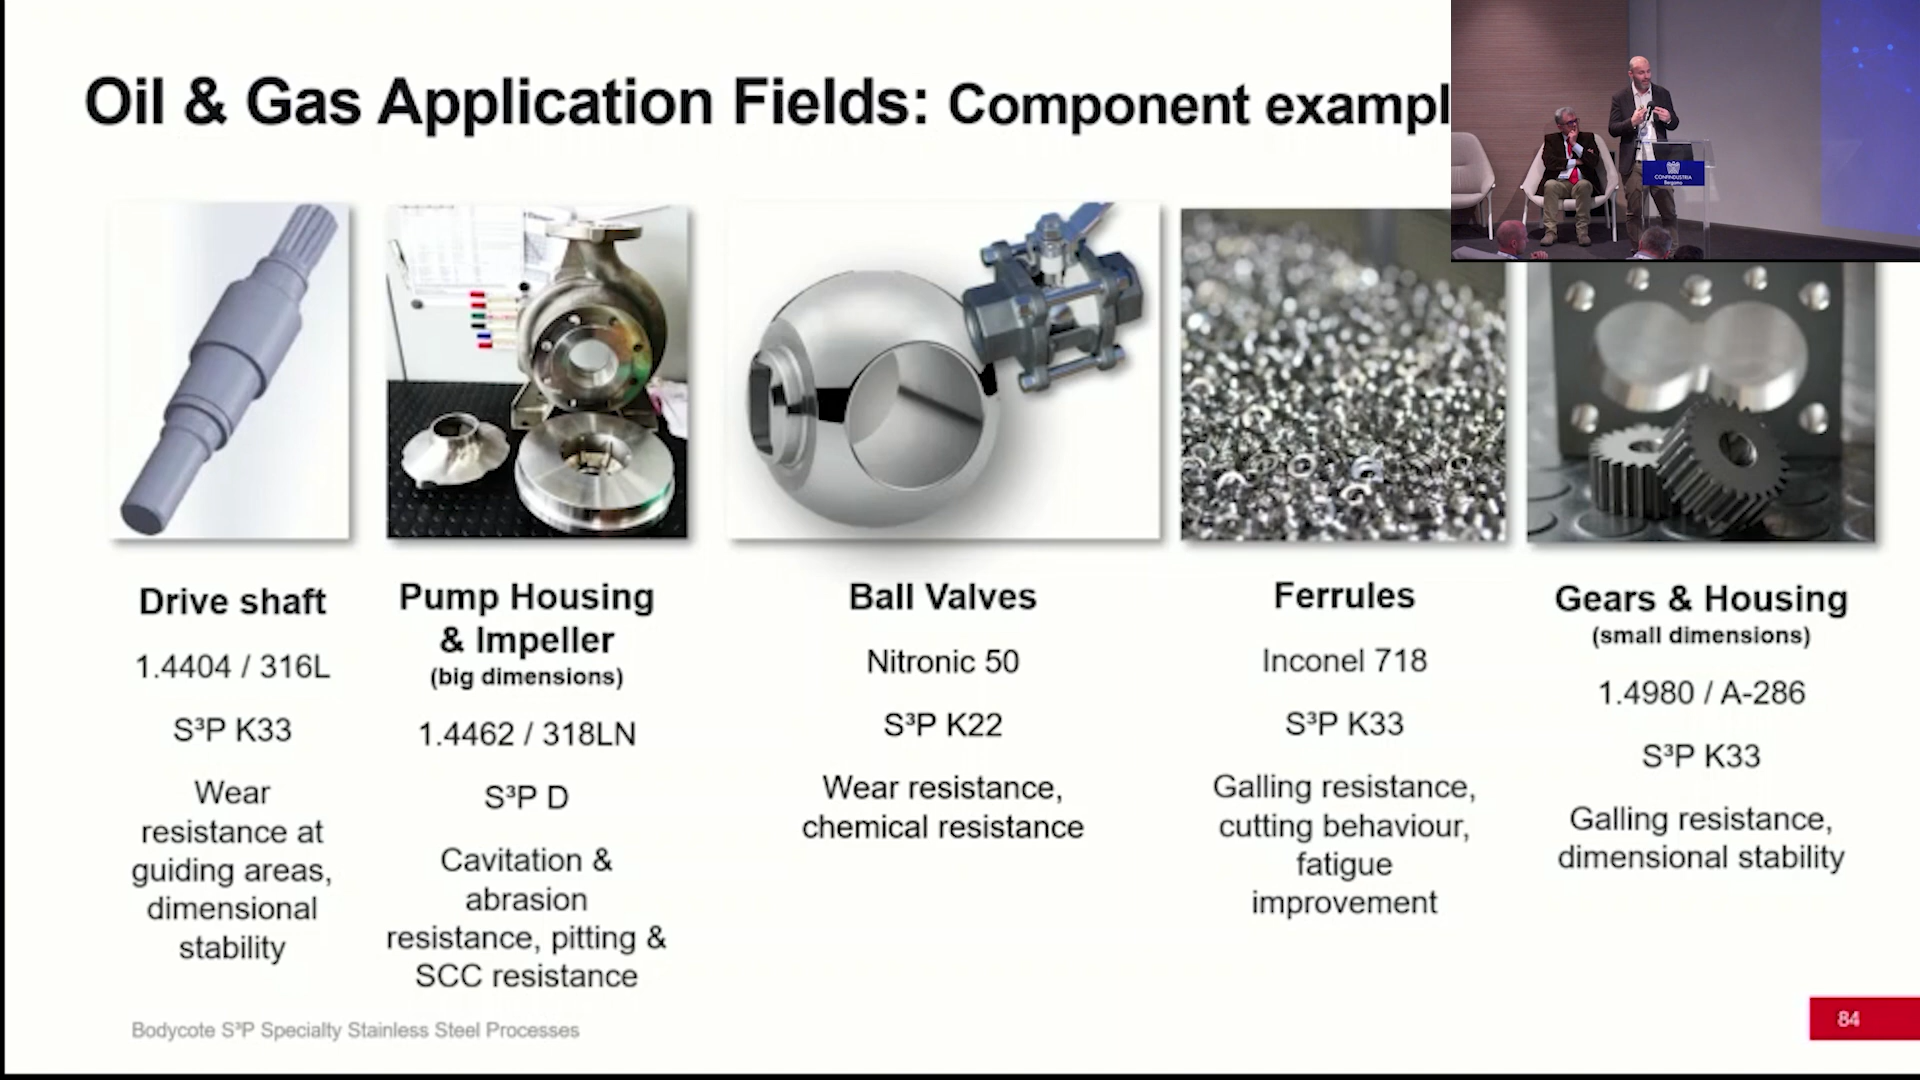 Oil & Gas Application Fields: Component exampl
CONFINDUSTRIA
Bergamo
Drive shaft
1.4404 / 316L
S³P K33
Wear
resistance at
guiding areas,
dimensional
stability
Pump Housing
& Impeller
(big dimensions)
1.4462 / 318LN
S³P D
Cavitation &
abrasion
resistance, pitting &
SCC resistance
Ball Valves
Nitronic 50
S³P K22
Wear resistance,
chemical resistance
Ferrules
Inconel 718
S³P K33
Galling resistance,
cutting behaviour,
fatigue
improvement
Gears & Housing
(small dimensions)
1.4980 / A-286
S³P K33
Galling resistance,
dimensional stability
Bodycote S³P Specialty Stainless Steel Processes
84